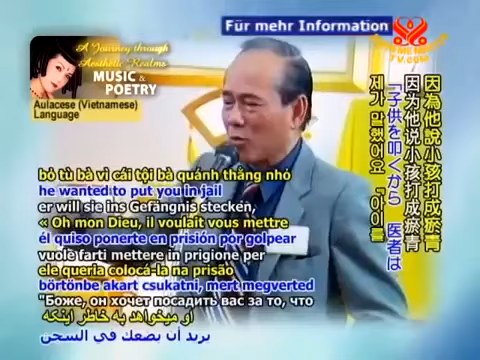 Für mehr Information
A Journey through
Aesthetic Realms
MUSIC &
POETRY
Aulacese (Vietnamese)
Language
TV.com
因為他說小孩打成瘀青
因为他说小孩打成瘀青
「子供を叩くから 医者は
제가 말했어요 「아이를
bỏ tù bà vì cái tội bà quánh thằng nhỏ
he wanted to put you in jail
er will sie ins Gefängnis stecken,
« Oh mon Dieu, il voulait vous mettre
él quiso ponerte en prisión por golpear
vuole farti mettere in prigione per
ele queria colocá-la na prisão
börtönbe akart csukatni, mert megverted
"Боже, он хочет посадить вас за то, что
او میخواهد به خاطر اینکه
يريد أن يضعك في السجن